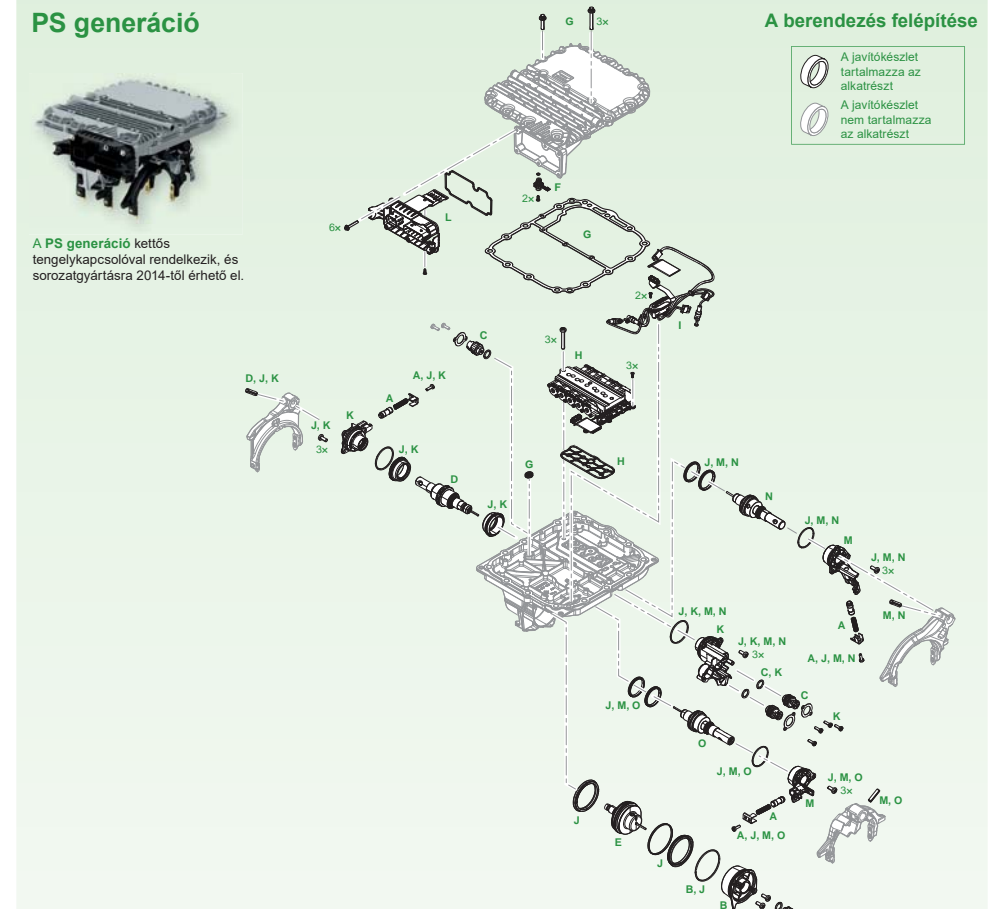 PS generáció
A berendezés felépítése
A javítókészlet
tartalmazza az
alkatrészt
A javítókészlet
nem tartalmazza
az alkatrészt
A PS generáció kettős
tengelykapcsolóval rendelkezik, és
sorozatgyártásra 2014-től érhető el.
G
3×
F
2×
L
6×
G
2×
I
C
3×
H
3×
D, J, K
A, J, K
A
K
J, K
3×
J, K
D
G
H
J, K
J, M, N
N
J, M, N
M
J, M, N
3×
M, N
A
A, J, M, N
J, K, M, N
K
J, K, M, N
3×
C, K
C
K
J, M, O
O
J, M, O
J, M, O
3×
M
M, O
A
A, J, M, O
J
E
J
B, J
B